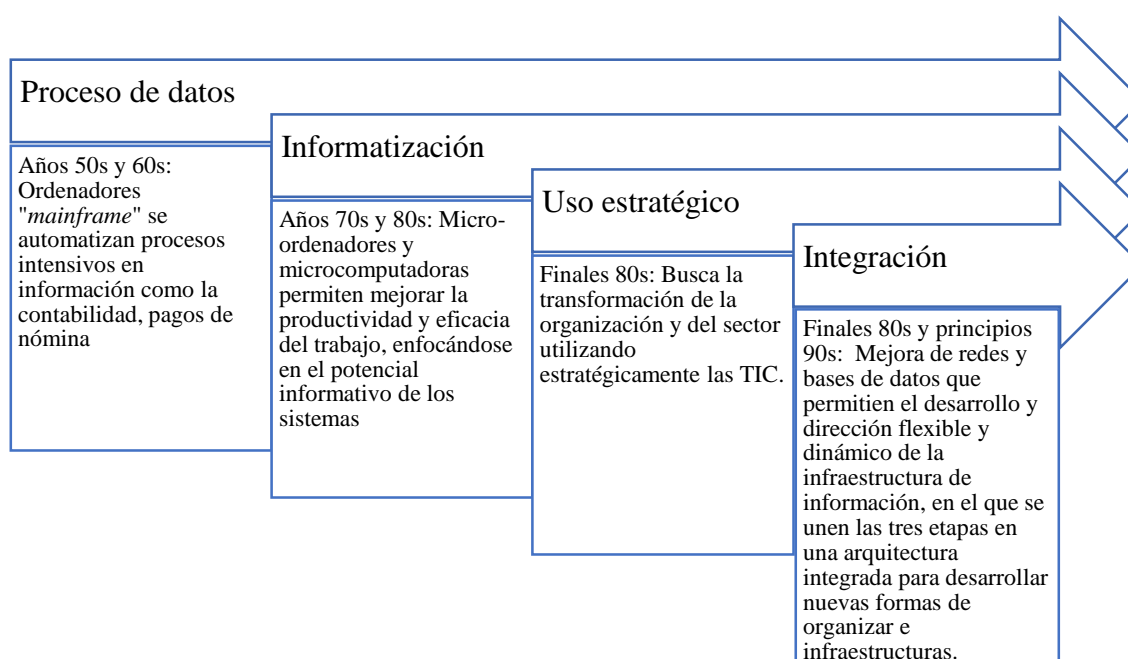 Proceso de datos
Años 50s y 60s:
Ordenadores
"mainframe" se
automatizan procesos
intensivos en
información como la
contabilidad, pagos de
nómina
Informatización
Años 70s y 80s: Micro-
ordenadores y
microcomputadoras
permiten mejorar la
productividad y eficacia
del trabajo, enfocándose
en el potencial
informativo de los
sistemas
Uso estratégico
Finales 80s: Busca la
transformación de la
organización y del sector
utilizando
estratégicamente las TIC.
Integración
Finales 80s y principios
90s:  Mejora de redes y
bases de datos que
permitien el desarrollo y
dirección flexible y
dinámico de la
infraestructura de
información, en el que se
unen las tres etapas en
una arquitectura
integrada para desarrollar
nuevas formas de
organizar e
infraestructuras.